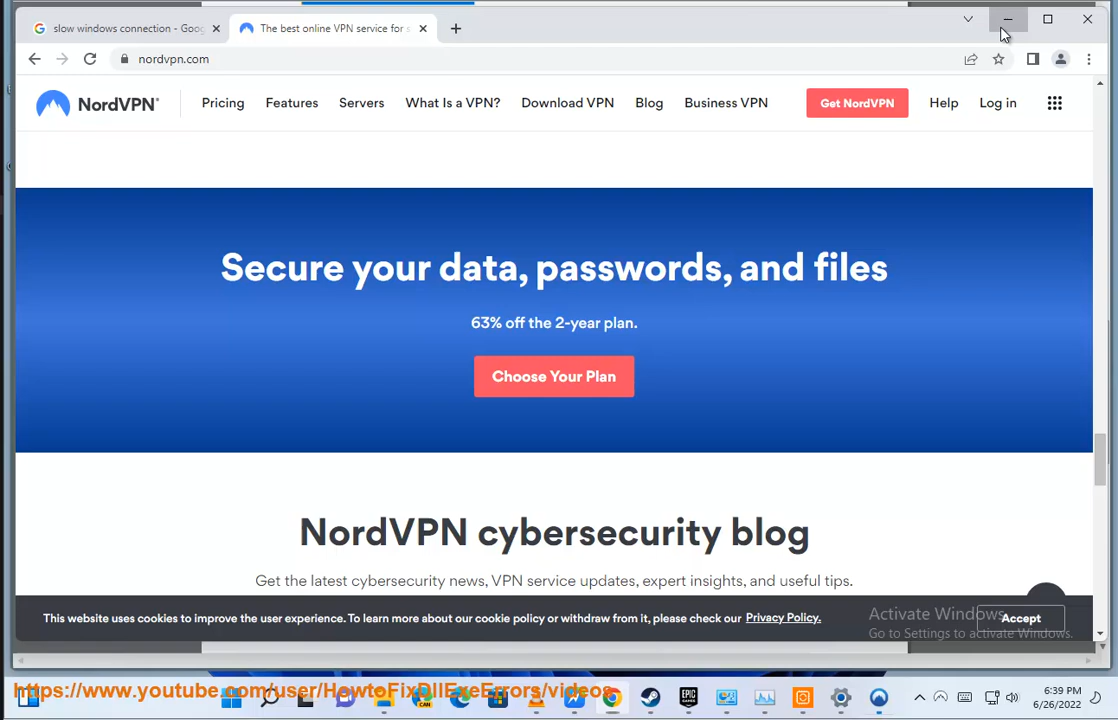 slow windows connection - Goog
The best online VPN service for s
nordvpn.com
NordVPN®
Pricing
Features
Servers
What Is a VPN?
Download VPN
Blog
Business VPN
Get NordVPN
Help
Log in
Secure your data, passwords, and files
63% off the 2-year plan.
Choose Your Plan
NordVPN cybersecurity blog
Get the latest cybersecurity news, VPN service updates, expert insights, and useful tips.
This website uses cookies to improve the user experience. To learn more about our cookie policy or withdraw from it, please check our Privacy Policy.
Accept
Activate Windows
Go to Settings to activate Windows.
https://www.youtube.com/user/HowtoFixDllExeErrors/videos
CAN
EPIC
GAMES
6:39 PM
6/26/2022